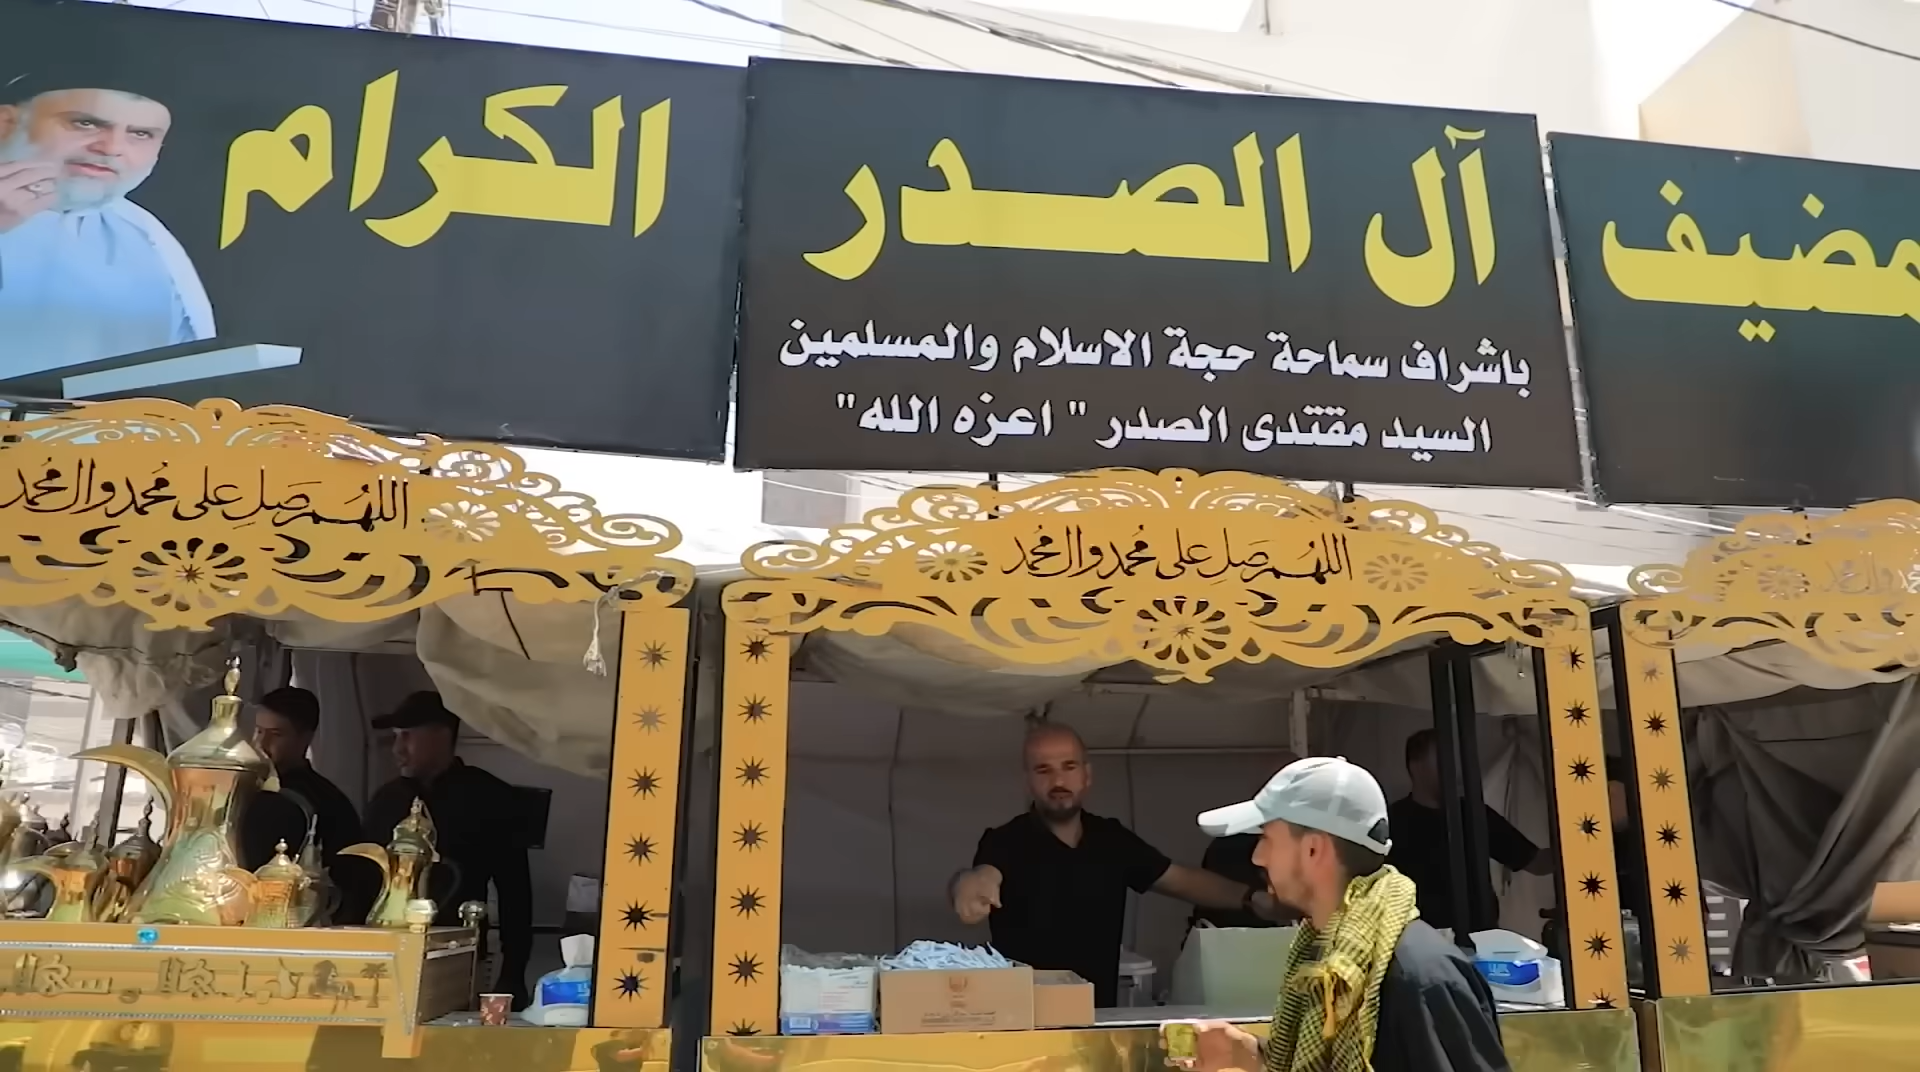 مضيف آل الصدر الكرام
باشراف سماحة حجة الاسلام والمسلمين
السيد مقتدى الصدر " اعزه الله"
اللهم صل على محمد وال محمد
اللهم صل على محمد وال محمد